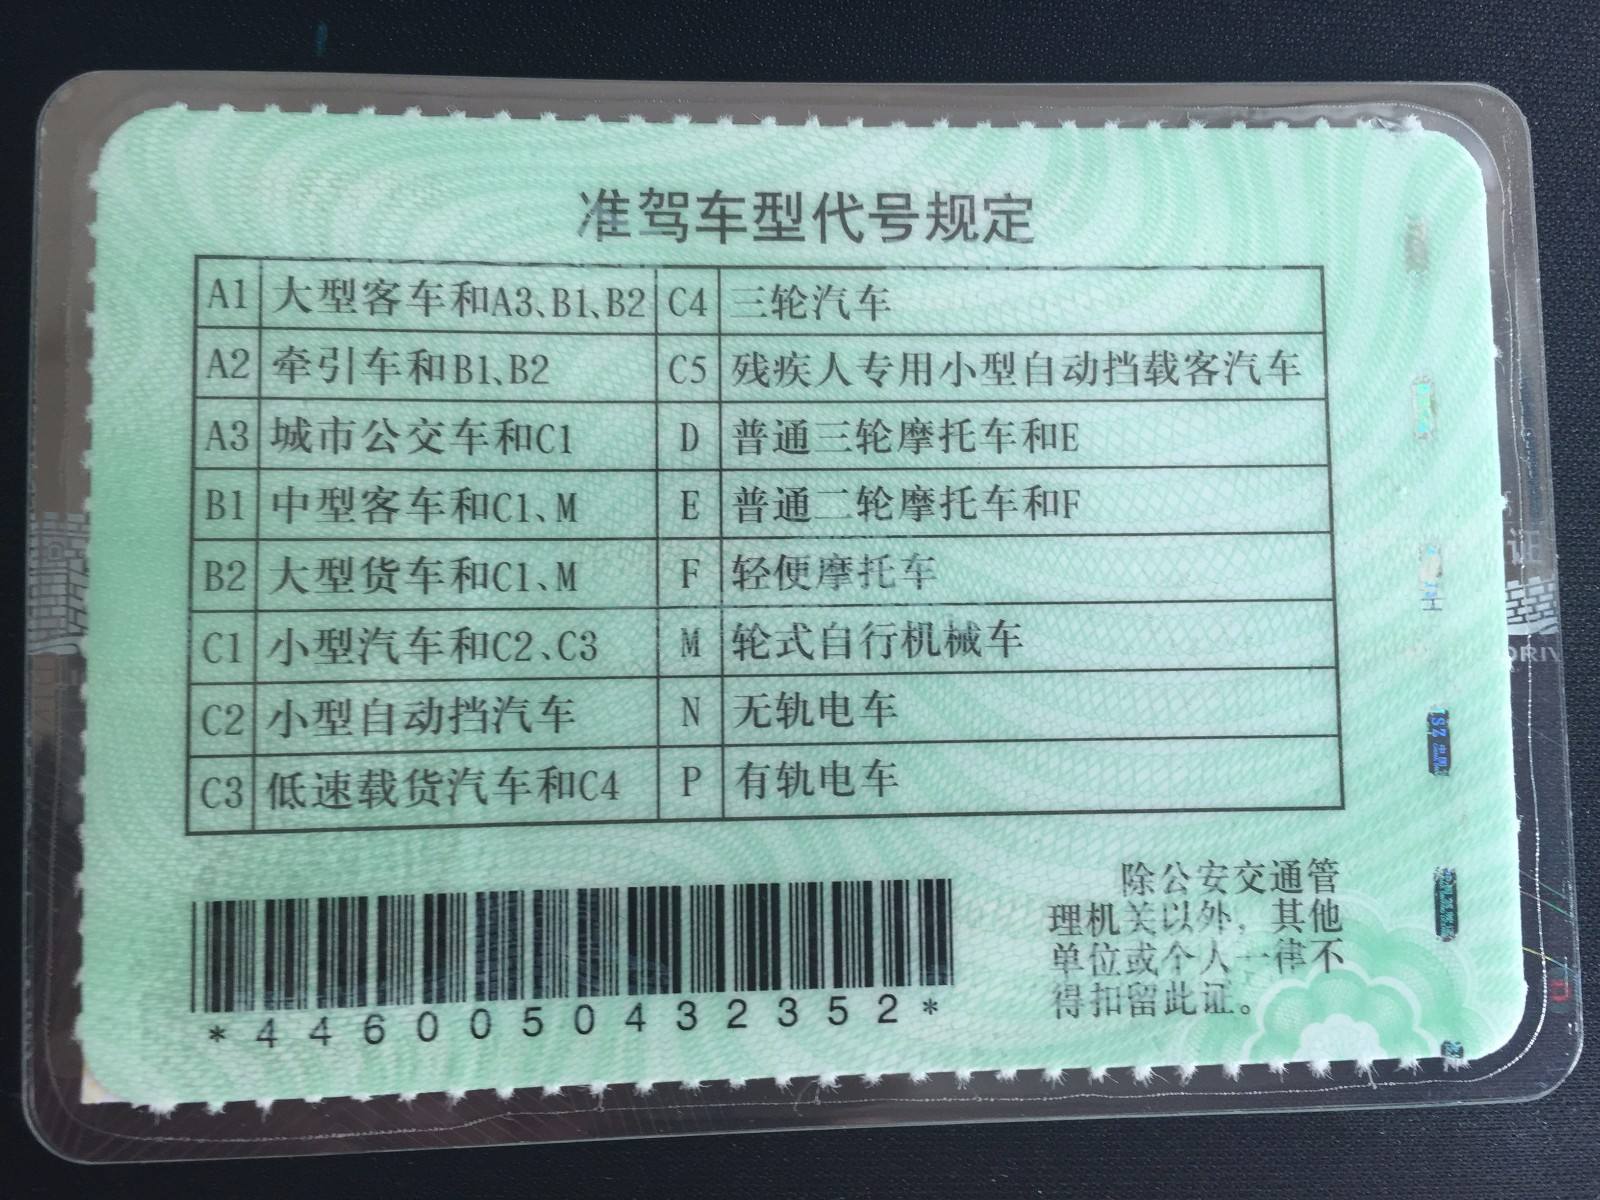 准驾车型代号规定
A1 大型客车和A3、B1、B2 C4 三轮汽车
A2 牵引车和B1、B2 C5 残疾人专用小型自动挡载客汽车
A3 城市公交车和C1 D 普通三轮摩托车和E
B1 中型客车和C1、M E 普通二轮摩托车和F
B2 大型货车和C1、M F 轻便摩托车
C1 小型汽车和C2、C3 M 轮式自行机械车
C2 小型自动挡汽车 N 无轨电车
C3 低速载货汽车和C4 P 有轨电车
除公安交通管
理机关以外，其他
单位或个人一律不
得扣留此证。
*4460050432352*
证
DRIV